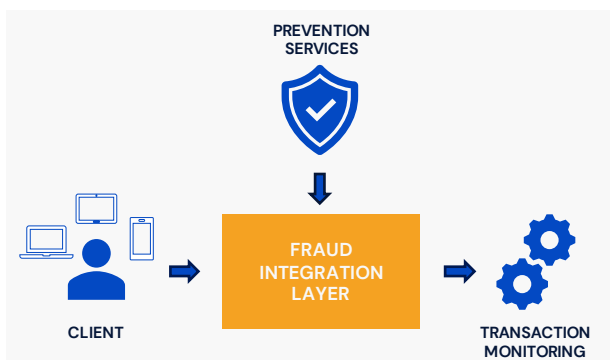 PREVENTION
SERVICES
FRAUD
INTEGRATION
LAYER
CLIENT
TRANSACTION
MONITORING